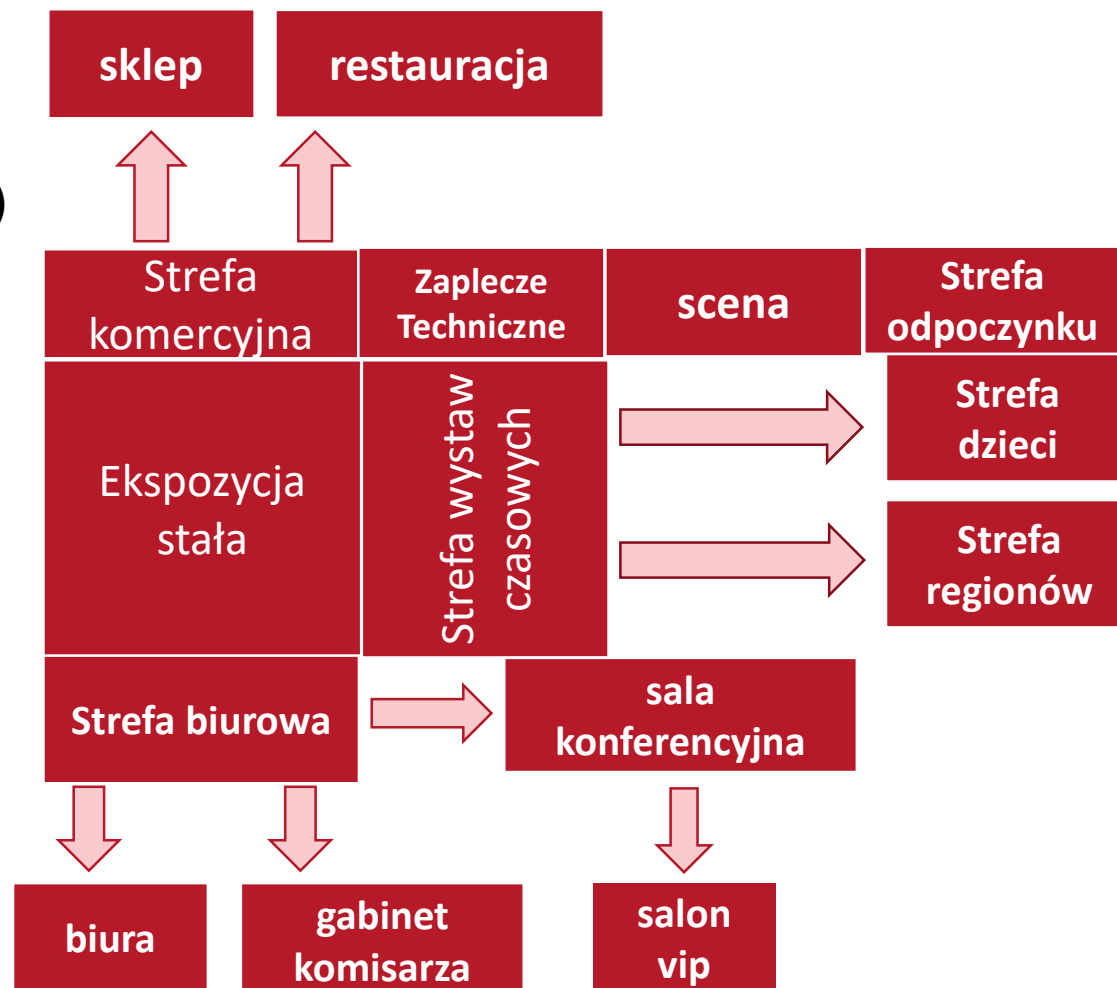 sklep
restauracja
)
Strefa
komercyjna
Zaplecze
Techniczne
scena
Strefa
odpoczynku
Ekspozycja
stała
Strefa wystaw
czasowych
Strefa
dzieci
Strefa
regionów
Strefa biurowa
sala
konferencyjna
biura
gabinet
komisarza
salon
vip